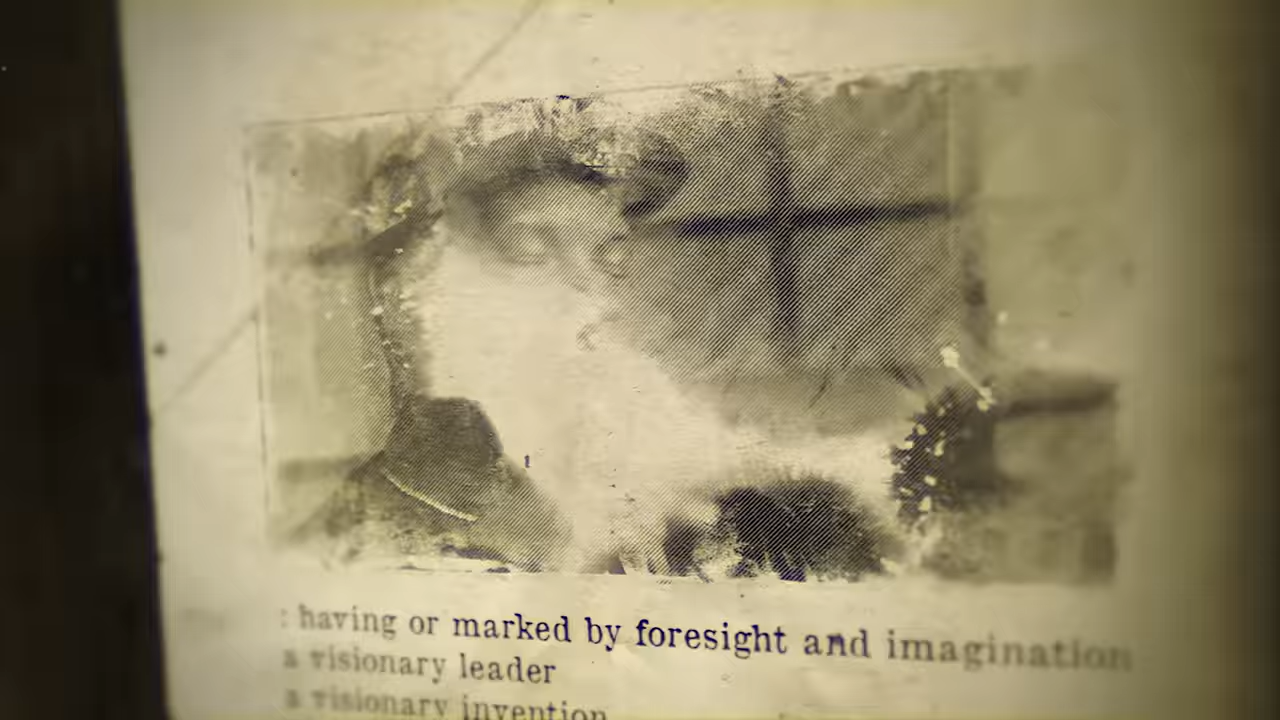 : having or marked by foresight and imagination
a visionary leader
a visionary invention